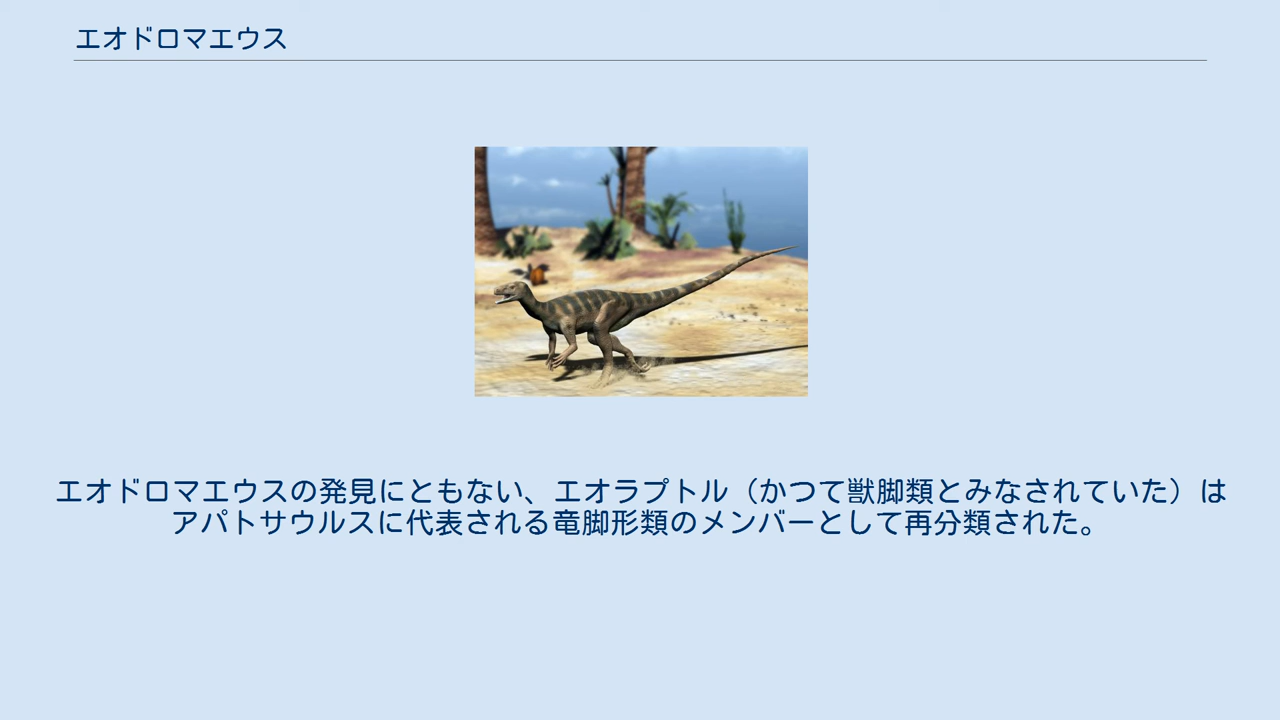 エオドロマエウス
エオドロマエウスの発見にともない、エオラプトル（かつて獣脚類とみなされていた）は
アパトサウルスに代表される竜脚形類のメンバーとして再分類された。